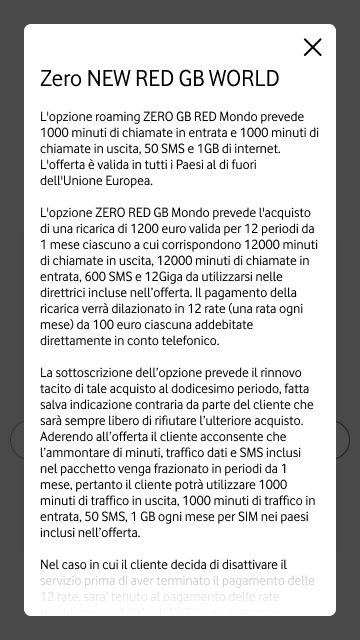 Zero NEW RED GB WORLD
L'opzione roaming ZERO GB RED Mondo prevede
1000 minuti di chiamate in entrata e 1000 minuti di
chiamate in uscita, 50 SMS e 1GB di internet.
L'offerta è valida in tutti i Paesi al di fuori
dell'Unione Europea.
L'opzione ZERO RED GB Mondo prevede l'acquisto
di una ricarica di 1200 euro valida per 12 periodi da
1 mese ciascuno a cui corrispondono 12000 minuti
di chiamate in uscita, 12000 minuti di chiamate in
entrata, 600 SMS e 12Giga da utilizzarsi nelle
direttrici incluse nell'offerta. Il pagamento della
ricarica verrà dilazionato in 12 rate (una rata ogni
mese) da 100 euro ciascuna addebitate
direttamente in conto telefonico.
La sottoscrizione dell'opzione prevede il rinnovo
tacito di tale acquisto al dodicesimo periodo, fatta
salva indicazione contraria da parte del cliente che
sarà sempre libero di rifiutare l'ulteriore acquisto.
Aderendo all'offerta il cliente acconsente che
l'ammontare di minuti, traffico dati e SMS inclusi
nel pacchetto venga frazionato in periodi da 1
mese, pertanto il cliente potrà utilizzare 1000
minuti di traffico in uscita, 1000 minuti di traffico in
entrata, 50 SMS, 1 GB ogni mese per SIM nei paesi
inclusi nell'offerta.
Nel caso in cui il cliente decida di disattivare il
servizio prima di aver terminato il pagamento delle
12 rate, sara' tenuto al pagamento delle rate